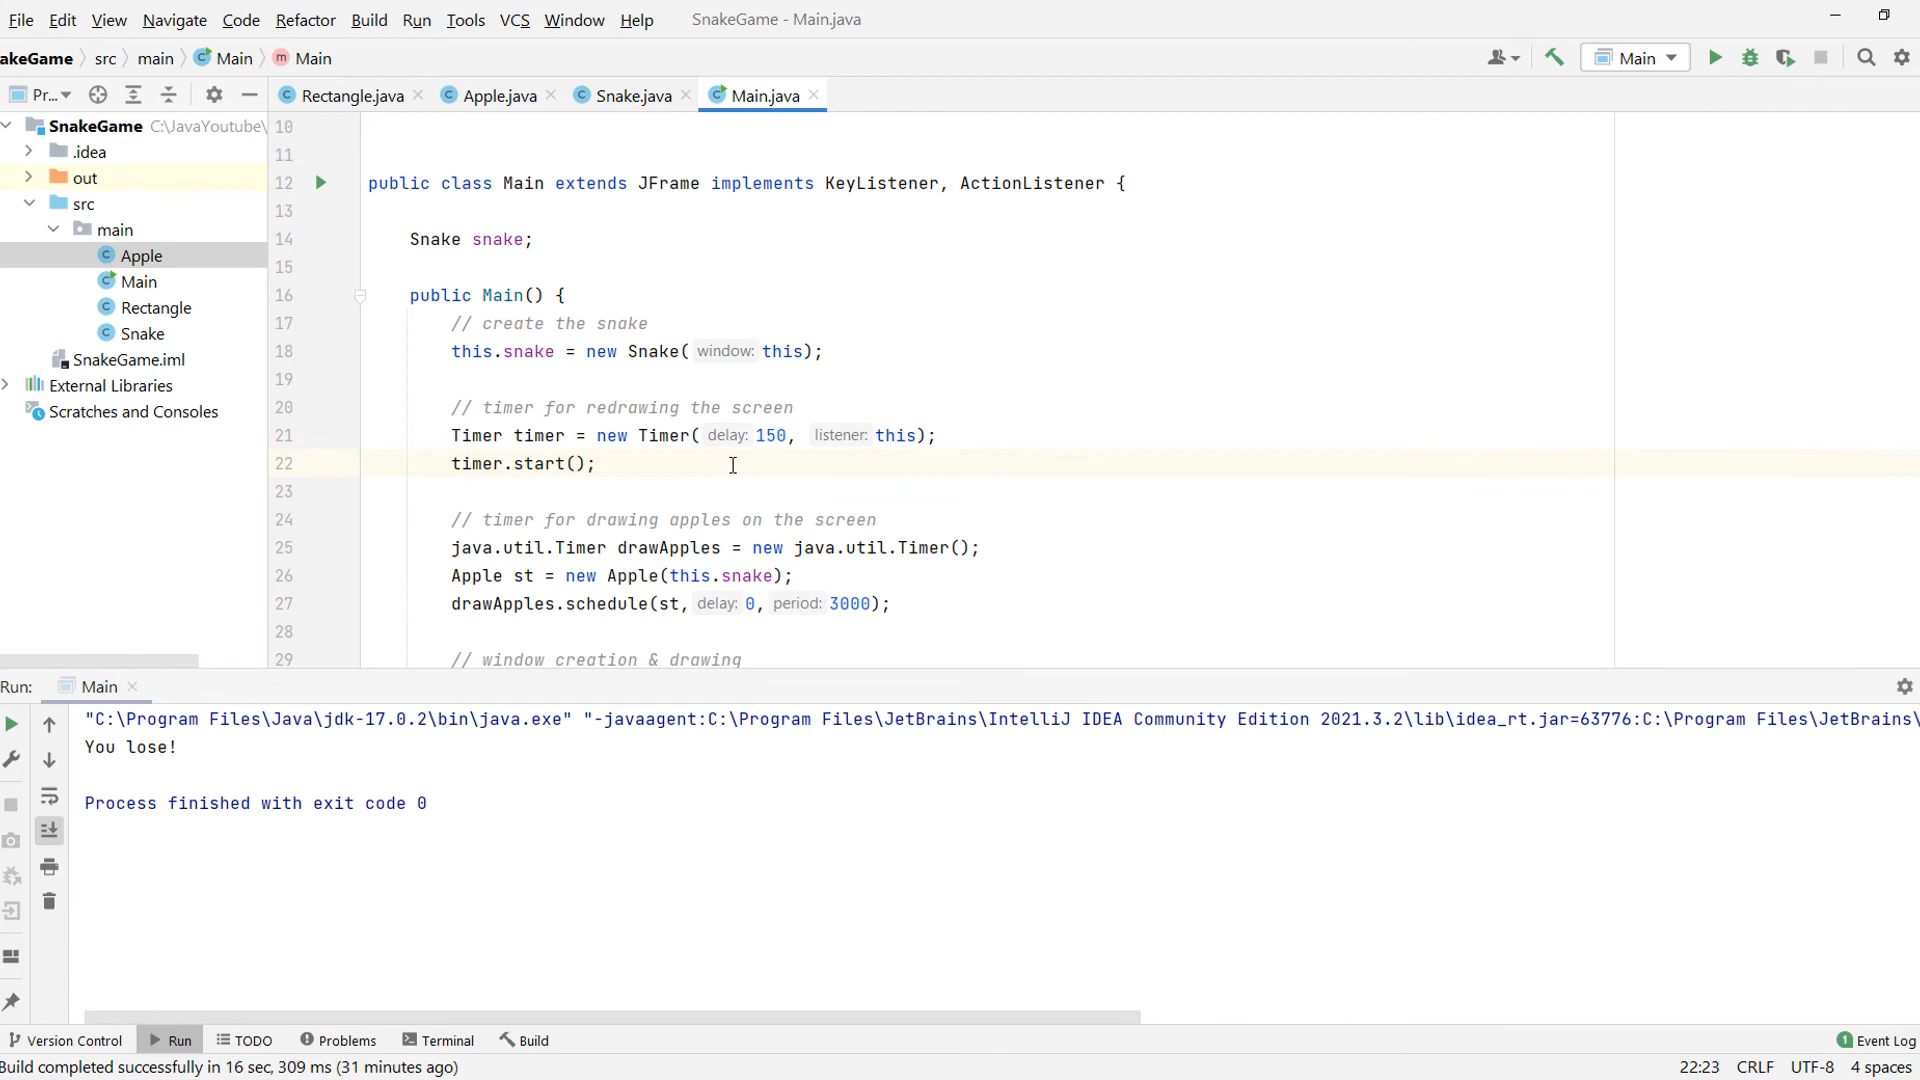 File Edit View Navigate Code Refactor Build Run Tools VCS Window Help SnakeGame - Main.java
akeGame src main Main Main Main
Pr... Rectangle.java Apple.java Snake.java Main.java
SnakeGame C:\JavaYoutube\
.idea
out
src
main
Apple
Main
Rectangle
Snake
SnakeGame.iml
External Libraries
Scratches and Consoles
10
11
12 public class Main extends JFrame implements KeyListener, ActionListener {
13
14 Snake snake;
15
16 public Main() {
17 // create the snake
18 this.snake = new Snake( window: this);
19
20 // timer for redrawing the screen
21 Timer timer = new Timer( delay: 150, listener: this);
22 timer.start();
23
24 // timer for drawing apples on the screen
25 java.util.Timer drawApples = new java.util.Timer();
26 Apple st = new Apple(this.snake);
27 drawApples.schedule(st, delay: 0, period: 3000);
28
29 // window creation & drawing
Run: Main
"C:\Program Files\Java\jdk-17.0.2\bin\java.exe" "-javaagent:C:\Program Files\JetBrains\IntelliJ IDEA Community Edition 2021.3.2\lib\idea_rt.jar=63776:C:\Program Files\JetBrains\
You lose!
Process finished with exit code 0
Version Control Run TODO Problems Terminal Build 1 Event Log
Build completed successfully in 16 sec, 309 ms (31 minutes ago) 22:23 CRLF UTF-8 4 spaces